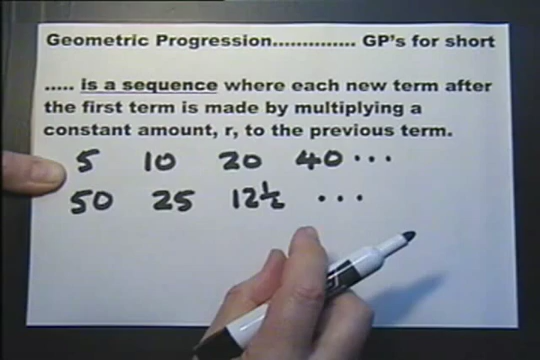 Geometric Progression............... GP's for short
..... is a sequence where each new term after
the first term is made by multiplying a
constant amount, r, to the previous term.
5 10 20 40 ...
50 25 12½ ...